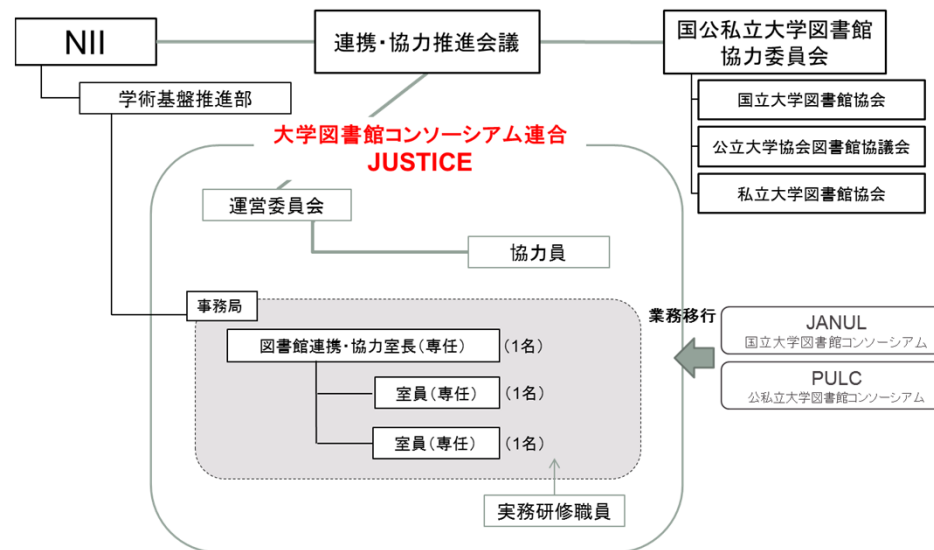 NII
連携・協力推進会議
国公私立大学図書館
協力委員会
学術基盤推進部
国立大学図書館協会
公立大学協会図書館協議会
私立大学図書館協会
大学図書館コンソーシアム連合
JUSTICE
運営委員会
協力員
事務局
図書館連携・協力室長(専任)
(1名)
室員(専任)
(1名)
室員(専任)
(1名)
実務研修職員
業務移行
JANUL
国立大学図書館コンソーシアム
PULC
公私立大学図書館コンソーシアム